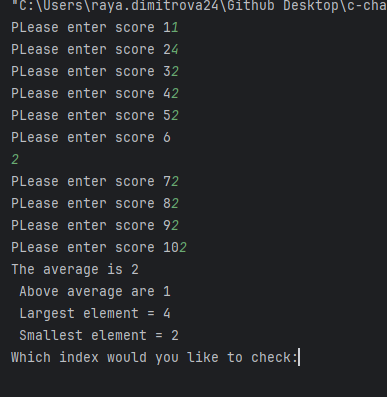 "C:\Users\raya.dimitrova24\Github Desktop\c-cha
PLease enter score 11
PLease enter score 24
PLease enter score 32
PLease enter score 42
PLease enter score 52
PLease enter score 6
2
PLease enter score 72
PLease enter score 82
PLease enter score 92
PLease enter score 102
The average is 2
 Above average are 1
 Largest element = 4
 Smallest element = 2
Which index would you like to check: